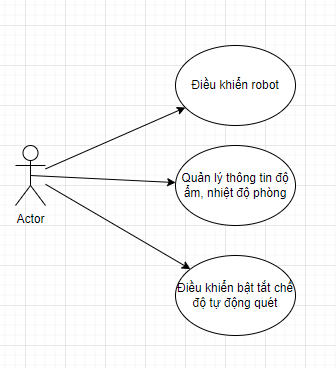 Điều khiển robot
Quản lý thông tin độ
ẩm, nhiệt độ phòng
Actor
Điều khiển bật tắt chế
độ tự động quét